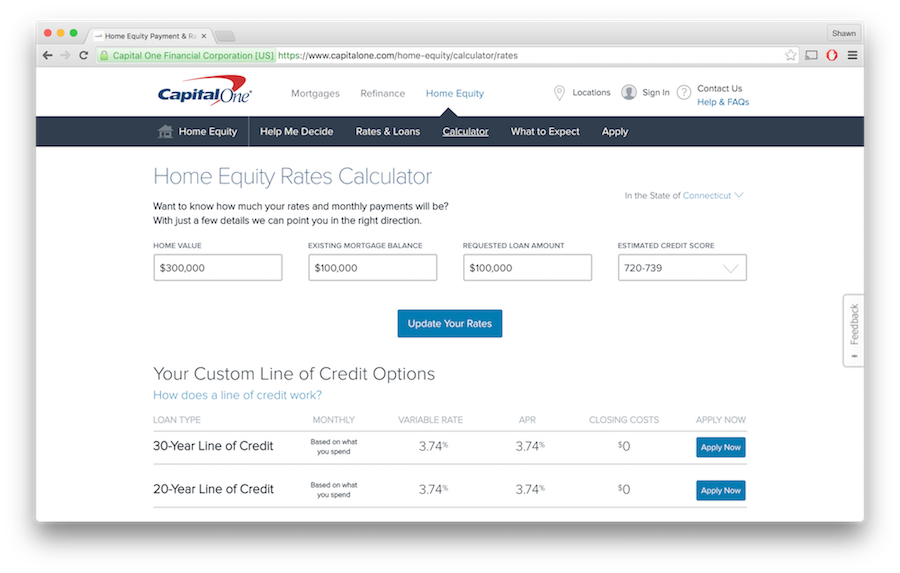 Home Equity Payment & Ra
Shawn
Capital One Financial Corporation [US] https://www.capitalone.com/home-equity/calculator/rates
Capital One
Mortgages Refinance Home Equity
Locations Sign In ? Contact Us
Help & FAQs
Home Equity Help Me Decide Rates & Loans Calculator What to Expect Apply
Home Equity Rates Calculator
Want to know how much your rates and monthly payments will be?
With just a few details we can point you in the right direction.
In the State of Connecticut
HOME VALUE EXISTING MORTGAGE BALANCE REQUESTED LOAN AMOUNT ESTIMATED CREDIT SCORE
$300,000 $100,000 $100,000 720-739
Update Your Rates
Feedback
Your Custom Line of Credit Options
How does a line of credit work?
LOAN TYPE MONTHLY VARIABLE RATE APR CLOSING COSTS APPLY NOW
30-Year Line of Credit Based on what you spend 3.74% 3.74% $0 Apply Now
20-Year Line of Credit Based on what you spend 3.74% 3.74% $0 Apply Now